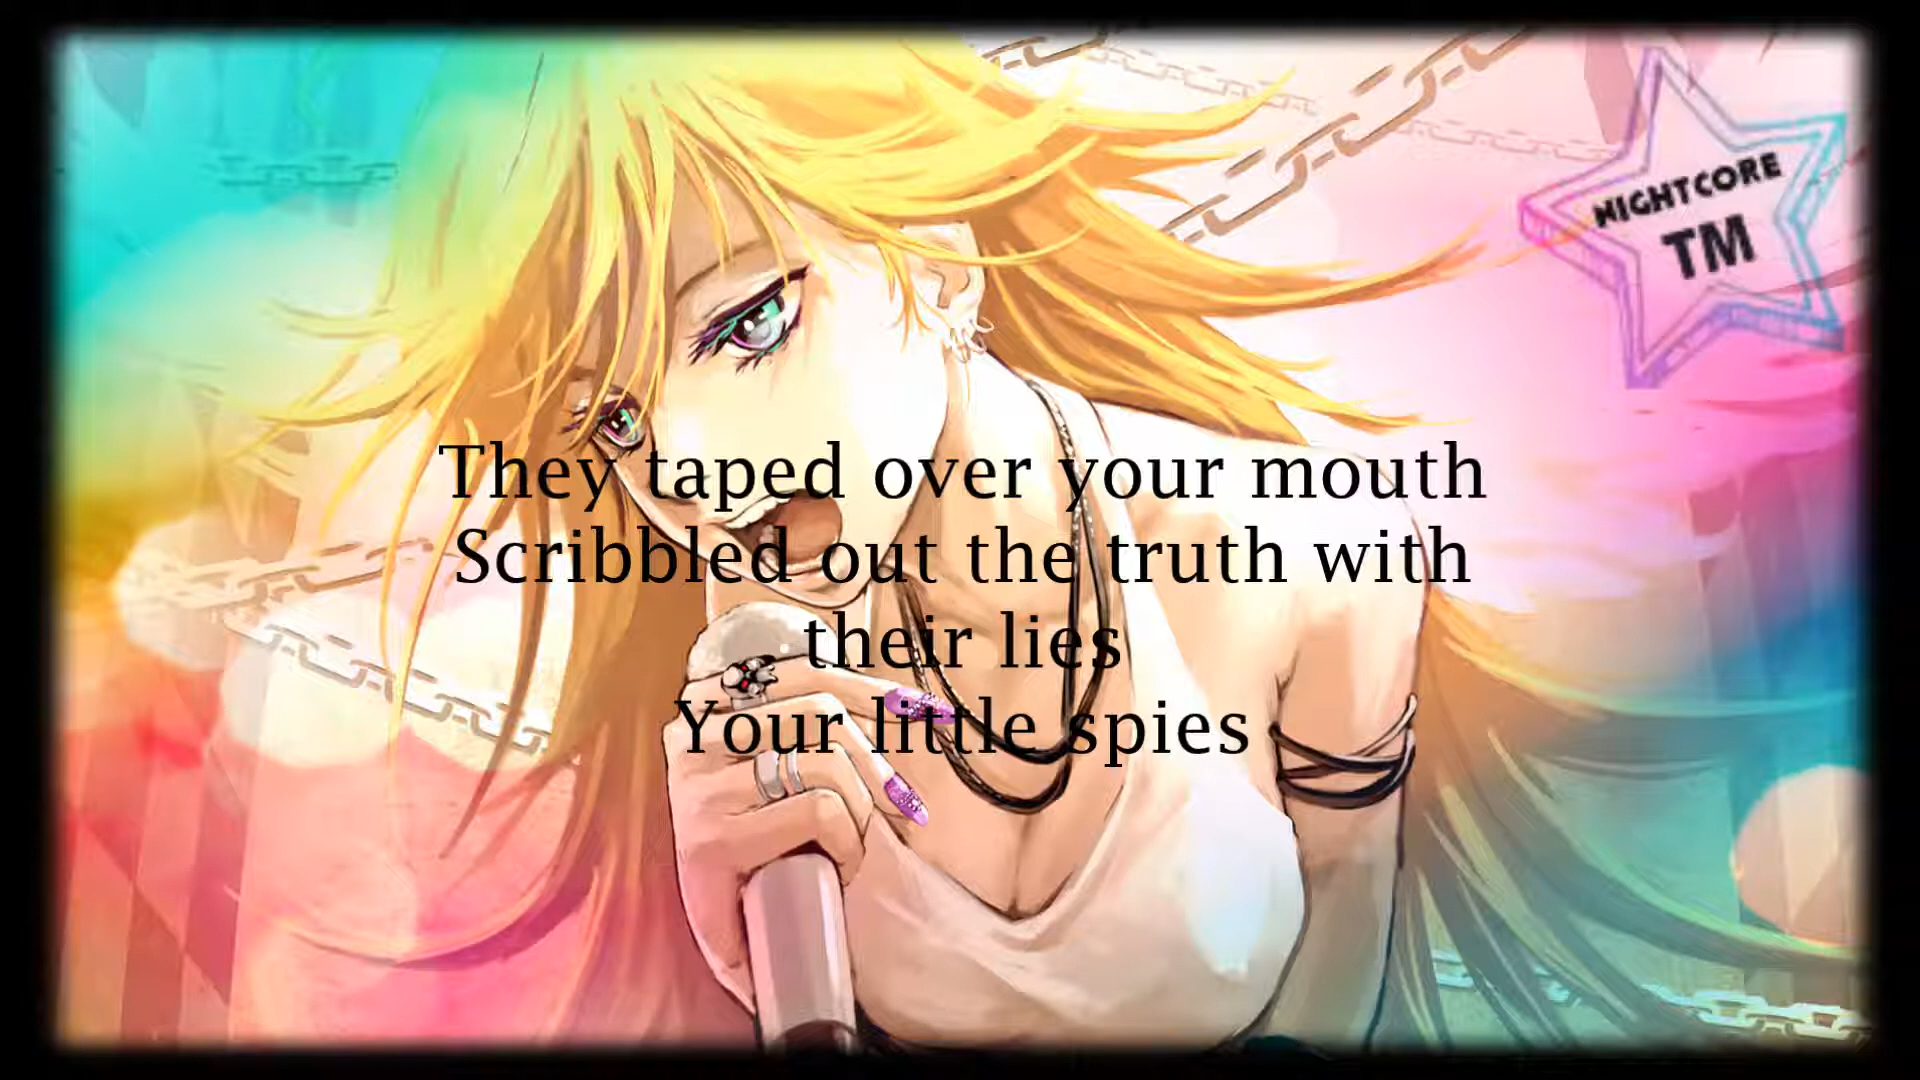 NIGHTCORE
TM
They taped over your mouth
Scribbled out the truth with
their lies
Your little spies